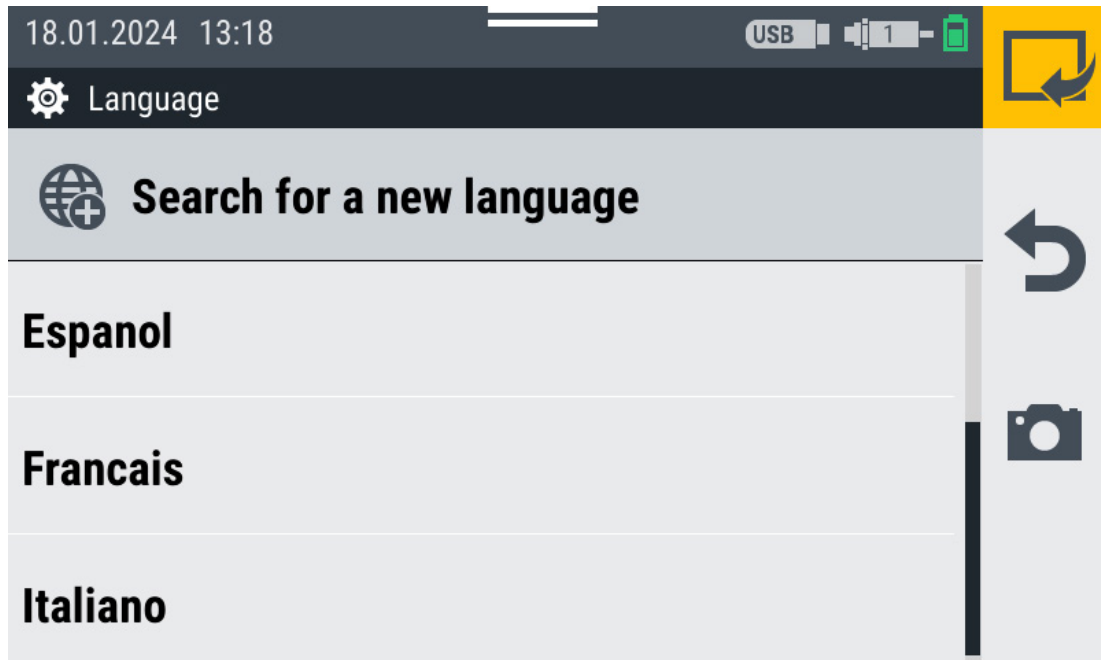 18.01.2024 13:18 USB 1
Language
Search for a new language
Espanol
Francais
Italiano